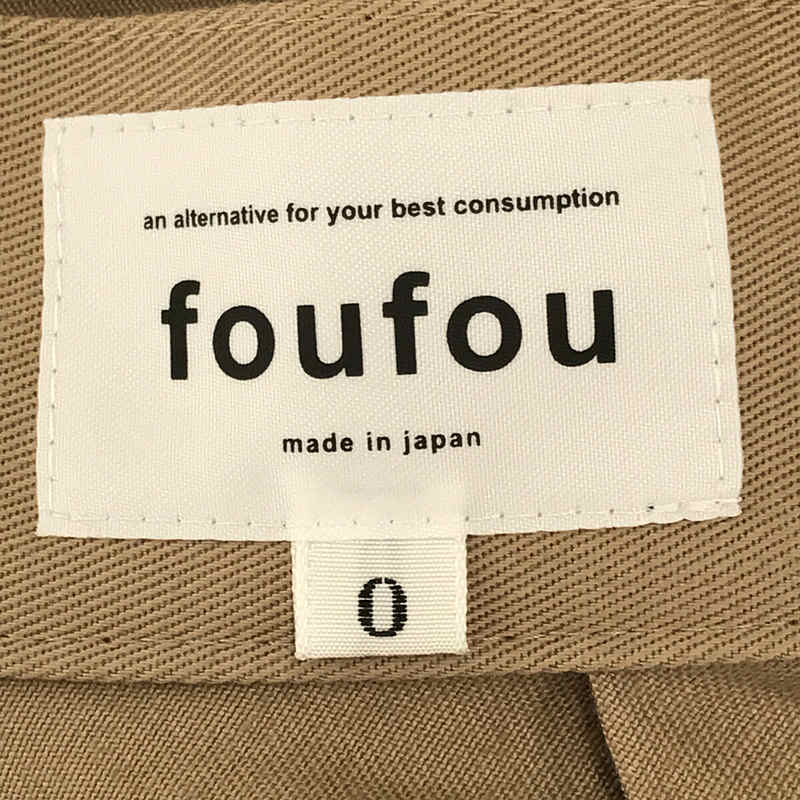 an alternative for your best consumption
foufou
made in japan
0